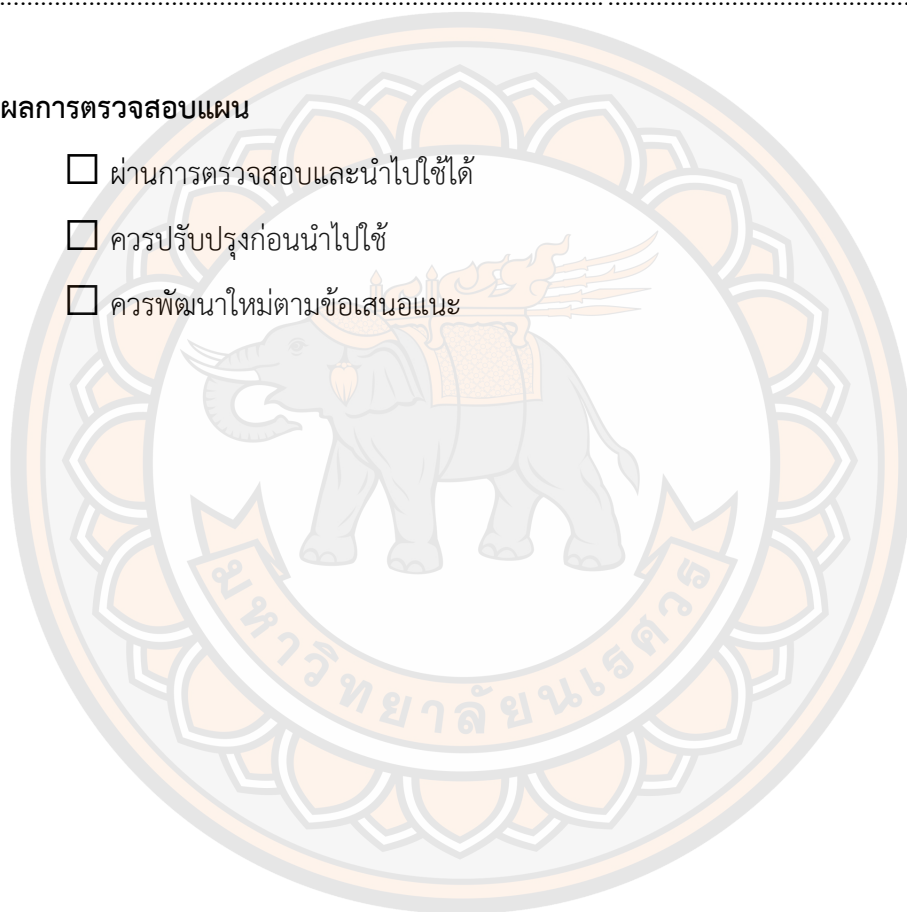 ........................................................................................................................................
ผลการตรวจสอบแผน
☐ ผ่านการตรวจสอบและนำไปใช้ได้
☐ ควรปรับปรุงก่อนนำไปใช้
☐ ควรพัฒนาใหม่ตามข้อเสนอแนะ
มหาวิทยาลัยนเรศวร